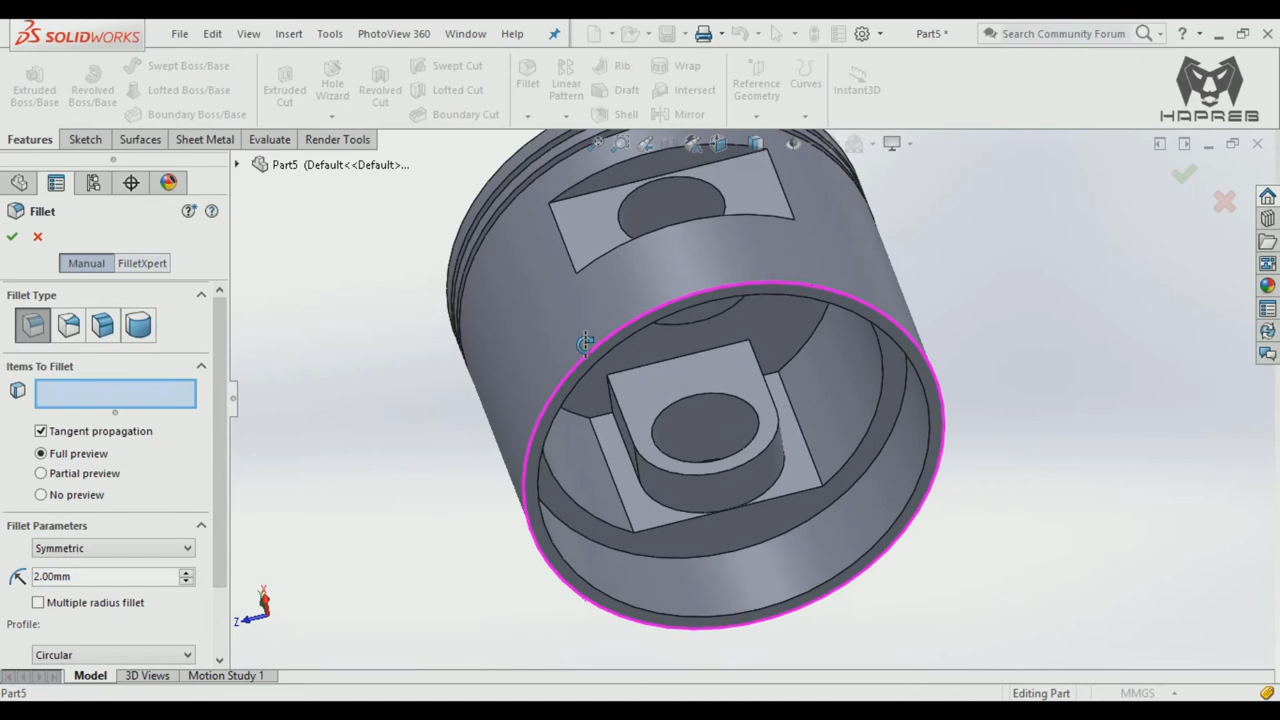 SOLIDWORKS File Edit View Insert Tools PhotoView 360 Window Help Part5 * Search Community Forum ?
Extruded Boss/Base
Revolved Boss/Base
Swept Boss/Base
Lofted Boss/Base
Boundary Boss/Base
Extruded Cut
Hole Wizard
Revolved Cut
Swept Cut
Lofted Cut
Boundary Cut
Fillet
Linear Pattern
Rib
Draft
Shell
Wrap
Intersect
Mirror
Reference Geometry
Curves
Instant3D
HAPREB
Features Sketch Surfaces Sheet Metal Evaluate Render Tools
Part5 (Default<<Default>...
Fillet
Manual FilletXpert
Fillet Type
Items To Fillet
Tangent propagation
Full preview
Partial preview
No preview
Fillet Parameters
Symmetric
2.00mm
Multiple radius fillet
Profile:
Circular
Z
Model 3D Views Motion Study 1
Part5 Editing Part MMGS